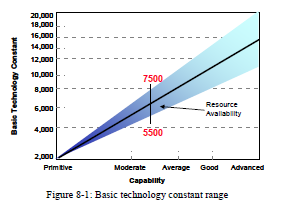 20,000
18,000
16,000
14,000
12,000
10,000
8,000
6,000
4,000
2,000
Basic Technology Constant
7500
5500
Resource
Availability
Primitive Moderate Average Good Advanced
Capability
Figure 8-1: Basic technology constant range